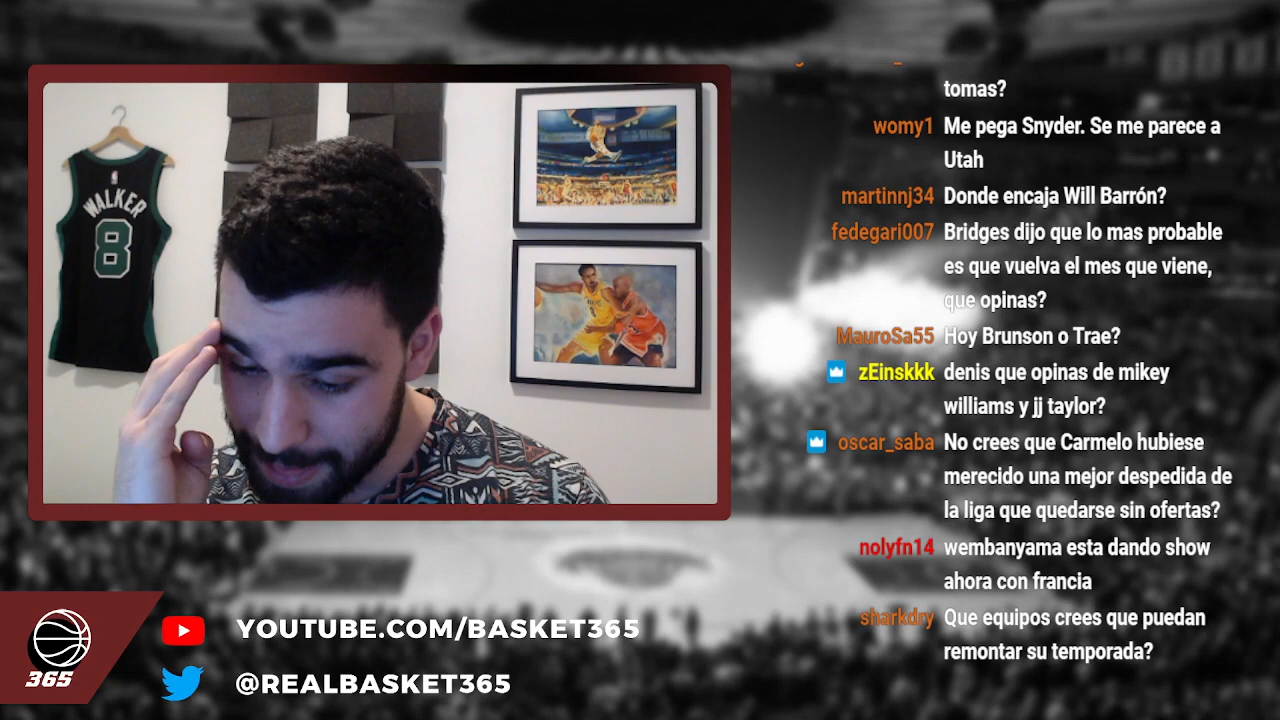 WALKER
8
tomas?
womy1 Me pega Snyder. Se me parece a
Utah
martinnj34 Donde encaja Will Barrón?
fedegari007 Bridges dijo que lo mas probable
es que vuelva el mes que viene,
que opinas?
MauroSa55 Hoy Brunson o Trae?
zEinskkk denis que opinas de mikey
williams y jj taylor?
oscar_saba No crees que Carmelo hubiese
merecido una mejor despedida de
la liga que quedarse sin ofertas?
nolyfn14 wembanyama esta dando show
ahora con francia
sharkdry Que equipos crees que puedan
remontar su temporada?
365
YOUTUBE.COM/BASKET365
@REALBASKET365